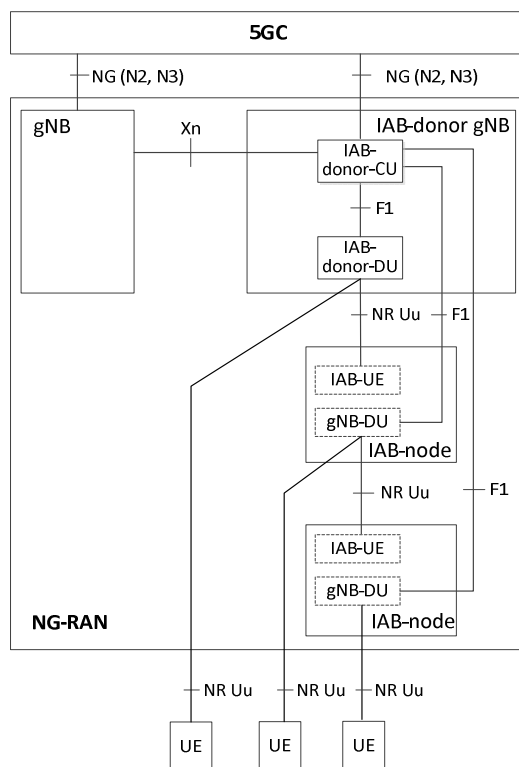 5GC
NG (N2, N3)
NG (N2, N3)
gNB
Xn
IAB-donor gNB
IAB-
donor-CU
F1
IAB-
donor-DU
NR Uu
F1
IAB-UE
gNB-DU
IAB-node
NR Uu
F1
IAB-UE
gNB-DU
IAB-node
NG-RAN
NR Uu
NR Uu
NR Uu
UE
UE
UE